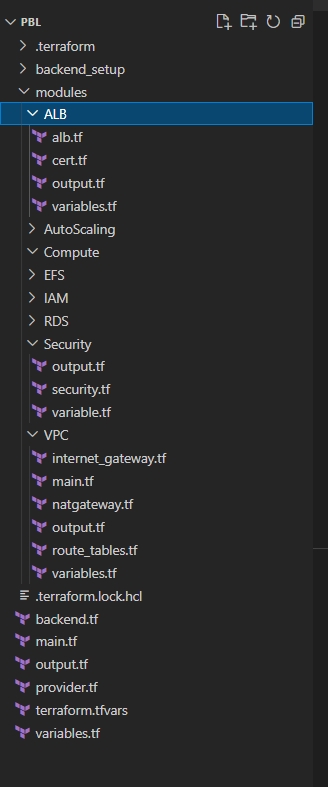 PBL
.terraform
backend_setup
modules
ALB
alb.tf
cert.tf
output.tf
variables.tf
AutoScaling
Compute
EFS
IAM
RDS
Security
output.tf
security.tf
variable.tf
VPC
internet_gateway.tf
main.tf
natgateway.tf
output.tf
route_tables.tf
variables.tf
.terraform.lock.hcl
backend.tf
main.tf
output.tf
provider.tf
terraform.tfvars
variables.tf